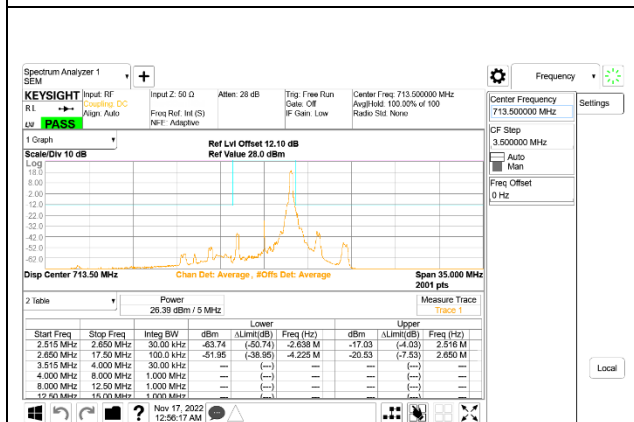 Spectrum Analyzer 1
SEM
+
Frequency
KEYSIGHT
Input: RF
Coupling: DC
Align: Auto
Input Z: 50 Ω
Freq Ref: Int (S)
NFE: Adaptive
Atten: 28 dB
Trig: Free Run
Gate: Off
IF Gain: Low
Center Freq: 713.500000 MHz
Avg|Hold: 100.00% of 100
Radio Std: None
R L
LW PASS
Center Frequency
713.500000 MHz
Settings
CF Step
3.500000 MHz
Auto
Man
Freq Offset
0 Hz
1 Graph
Scale/Div 10 dB
Ref Lvl Offset 12.10 dB
Ref Value 28.0 dBm
Log
18.0
8.00
-2.00
-12.0
-22.0
-32.0
-42.0
-52.0
-62.0
Disp Center 713.50 MHz
Chan Det: Average , #Offs Det: Average
Span 35.000 MHz
2001 pts
2 Table
Power
26.39 dBm / 5 MHz
Measure Trace
Trace 1
Lower Upper
Start Freq Stop Freq Integ BW dBm ΔLimit(dB) Freq (Hz) dBm ΔLimit(dB) Freq (Hz)
2.515 MHz 2.650 MHz 30.00 kHz -63.74 (-50.74) -2.638 M -17.03 (-4.03) 2.516 M
2.650 MHz 17.50 MHz 100.0 kHz -51.95 (-38.95) -4.225 M -20.53 (-7.53) 2.650 M
3.515 MHz 4.000 MHz 30.00 kHz --- (---) --- (---)
4.000 MHz 8.000 MHz 1.000 MHz --- (---) --- (---)
8.000 MHz 12.50 MHz 1.000 MHz --- (---) --- (---)
12.50 MHz 15.00 MHz 1.000 MHz --- (---) --- (---)
Local
?
Nov 17, 2022
12:56:17 AM